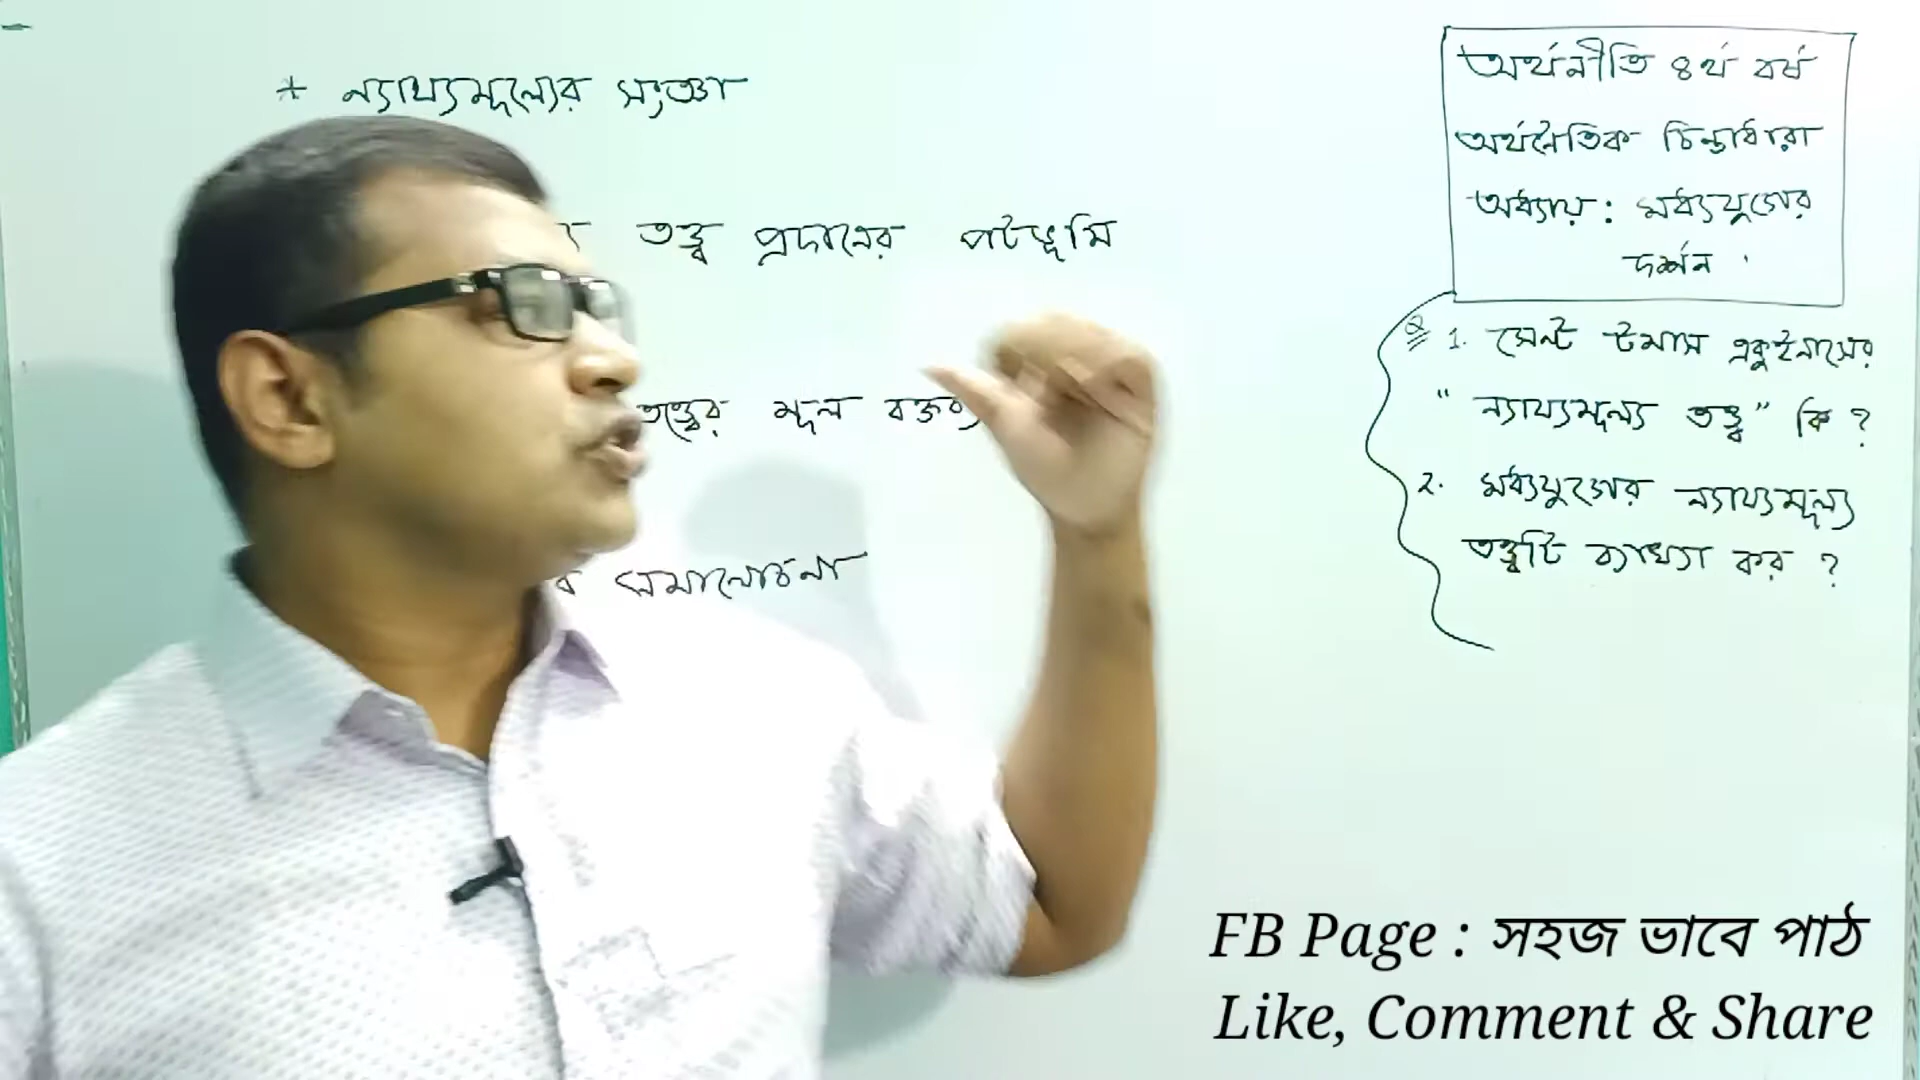 * ন্যায্যমূল্যের সংজ্ঞা
তত্ত্ব প্রদানের পটভূমি
তত্ত্বের মূল বক্তব্য
সমালোচনা
অর্থনীতি ৪র্থ বর্ষ
অর্থনৈতিক চিন্তাধারা
অধ্যায় : মধ্যযুগের
দর্শন
Q 1. সেন্ট টমাস একুইনাসের
" ন্যায্যমূল্য তত্ত্ব " কি ?
2. মধ্যযুগের ন্যায্যমূল্য
তত্ত্বটি ব্যাখ্যা কর ?
FB Page : সহজ ভাবে পাঠ
Like, Comment & Share